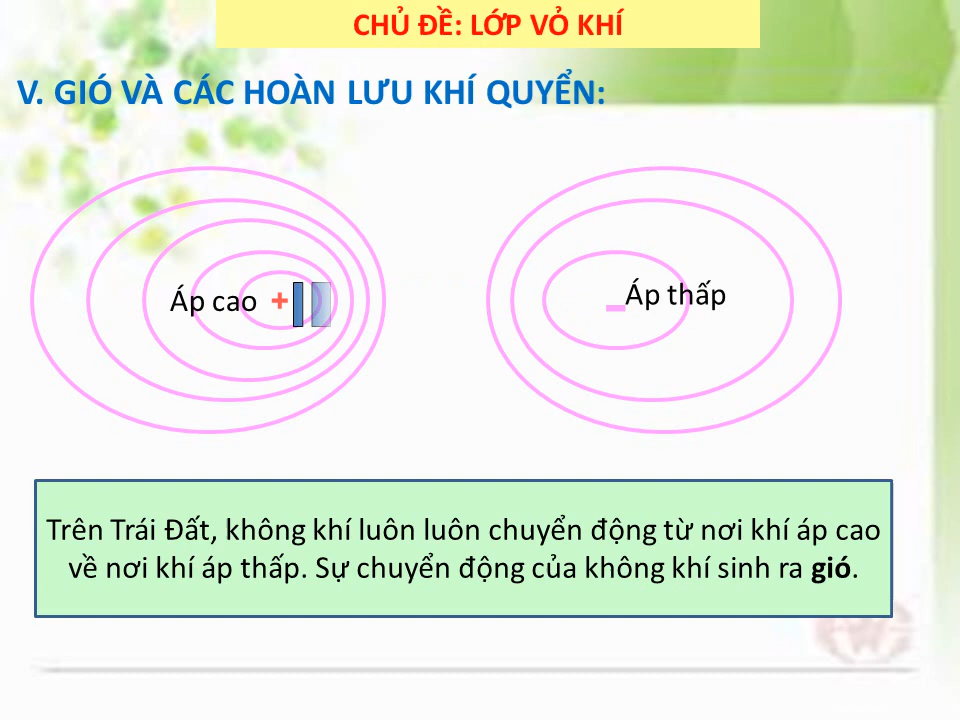 CHỦ ĐỀ: LỚP VỎ KHÍ
V. GIÓ VÀ CÁC HOÀN LƯU KHÍ QUYỂN:
Áp cao +
- Áp thấp
Trên Trái Đất, không khí luôn luôn chuyển động từ nơi khí áp cao
về nơi khí áp thấp. Sự chuyển động của không khí sinh ra gió.